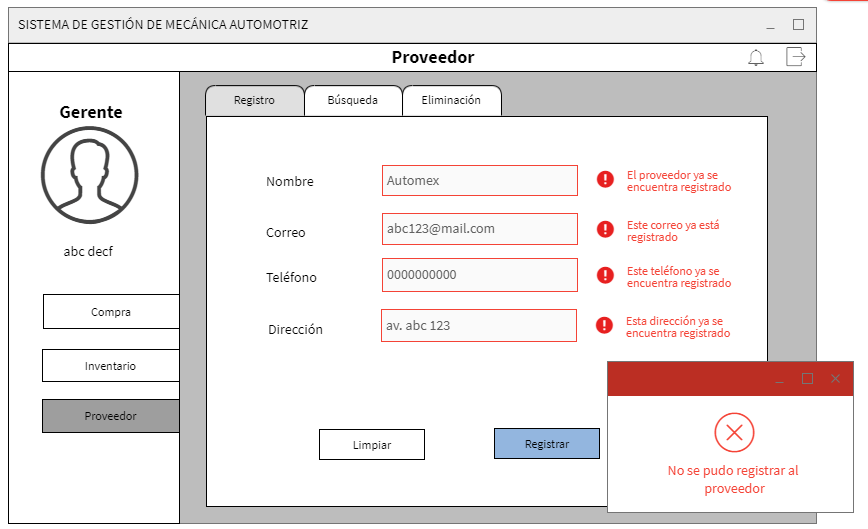 SISTEMA DE GESTIÓN DE MECÁNICA AUTOMOTRIZ
Proveedor
Gerente
abc decf
Compra
Inventario
Proveedor
Registro
Búsqueda
Eliminación
Nombre
Automex
El proveedor ya se
encuentra registrado
Correo
abc123@mail.com
Este correo ya está
registrado
Teléfono
0000000000
Este teléfono ya se
encuentra registrado
Dirección
av. abc 123
Esta dirección ya se
encuentra registrado
Limpiar
Registrar
No se pudo registrar al
proveedor